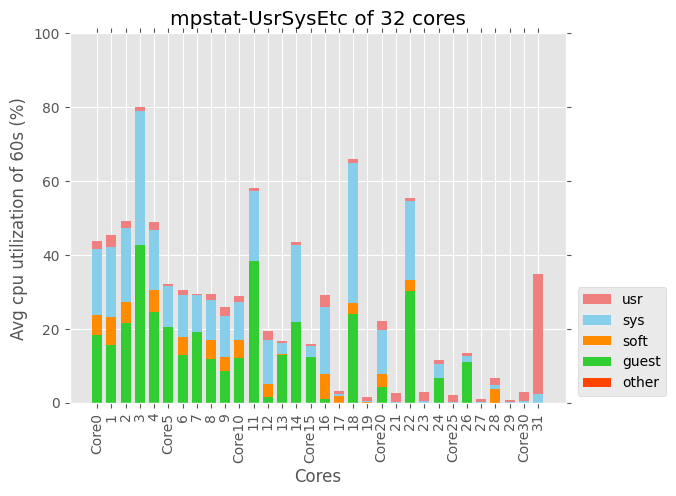 mpstat-UsrSysEtc of 32 cores
Avg cpu utilization of 60s (%)
100
80
60
40
20
0
Core0
1
2
3
4
Core5
6
7
8
9
Core10
11
12
13
14
Core15
16
17
18
19
Core20
21
22
23
24
Core25
26
27
28
29
Core30
31
Cores
usr
sys
soft
guest
other